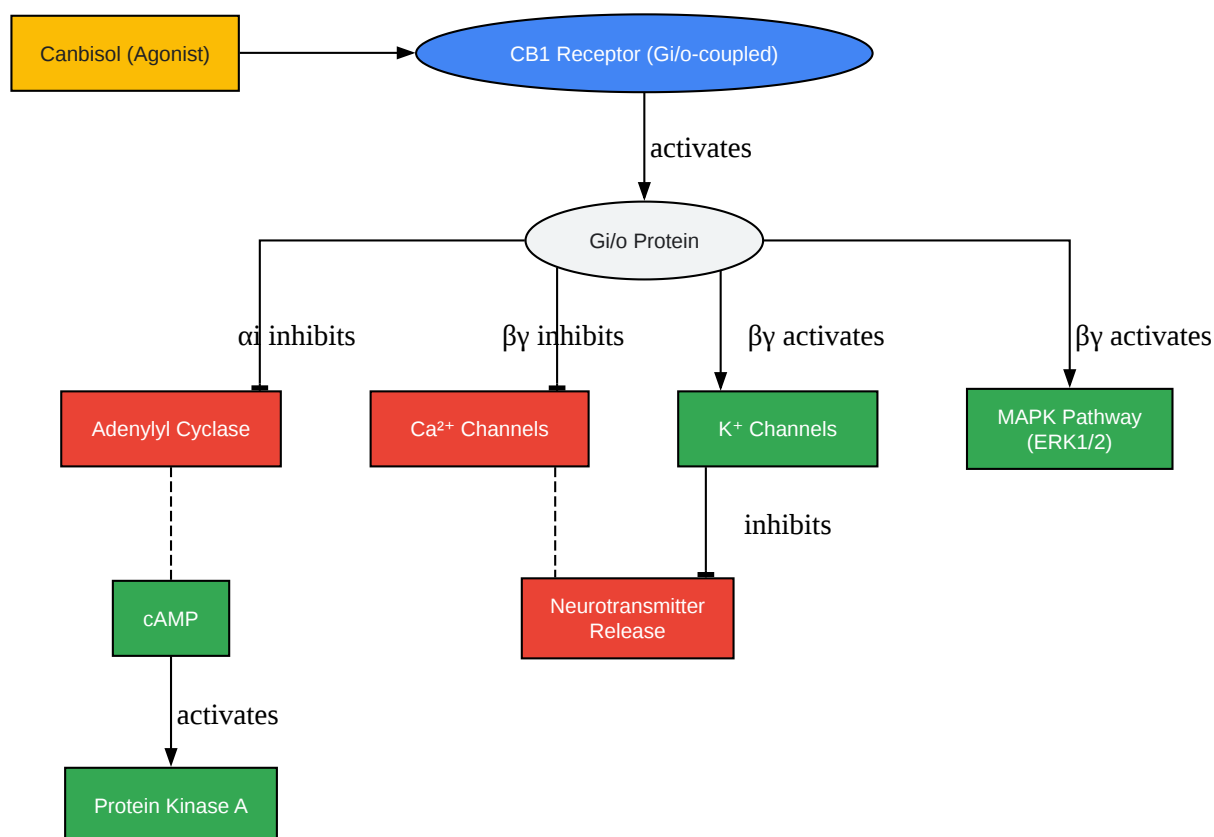 Canbisol (Agonist)
CB1 Receptor (Gi/o-coupled)
activates
Gi/o Protein
αi inhibits
βγ inhibits
βγ activates
βγ activates
Adenylyl Cyclase
Ca²⁺ Channels
K⁺ Channels
MAPK Pathway
(ERK1/2)
inhibits
cAMP
Neurotransmitter
Release
activates
Protein Kinase A